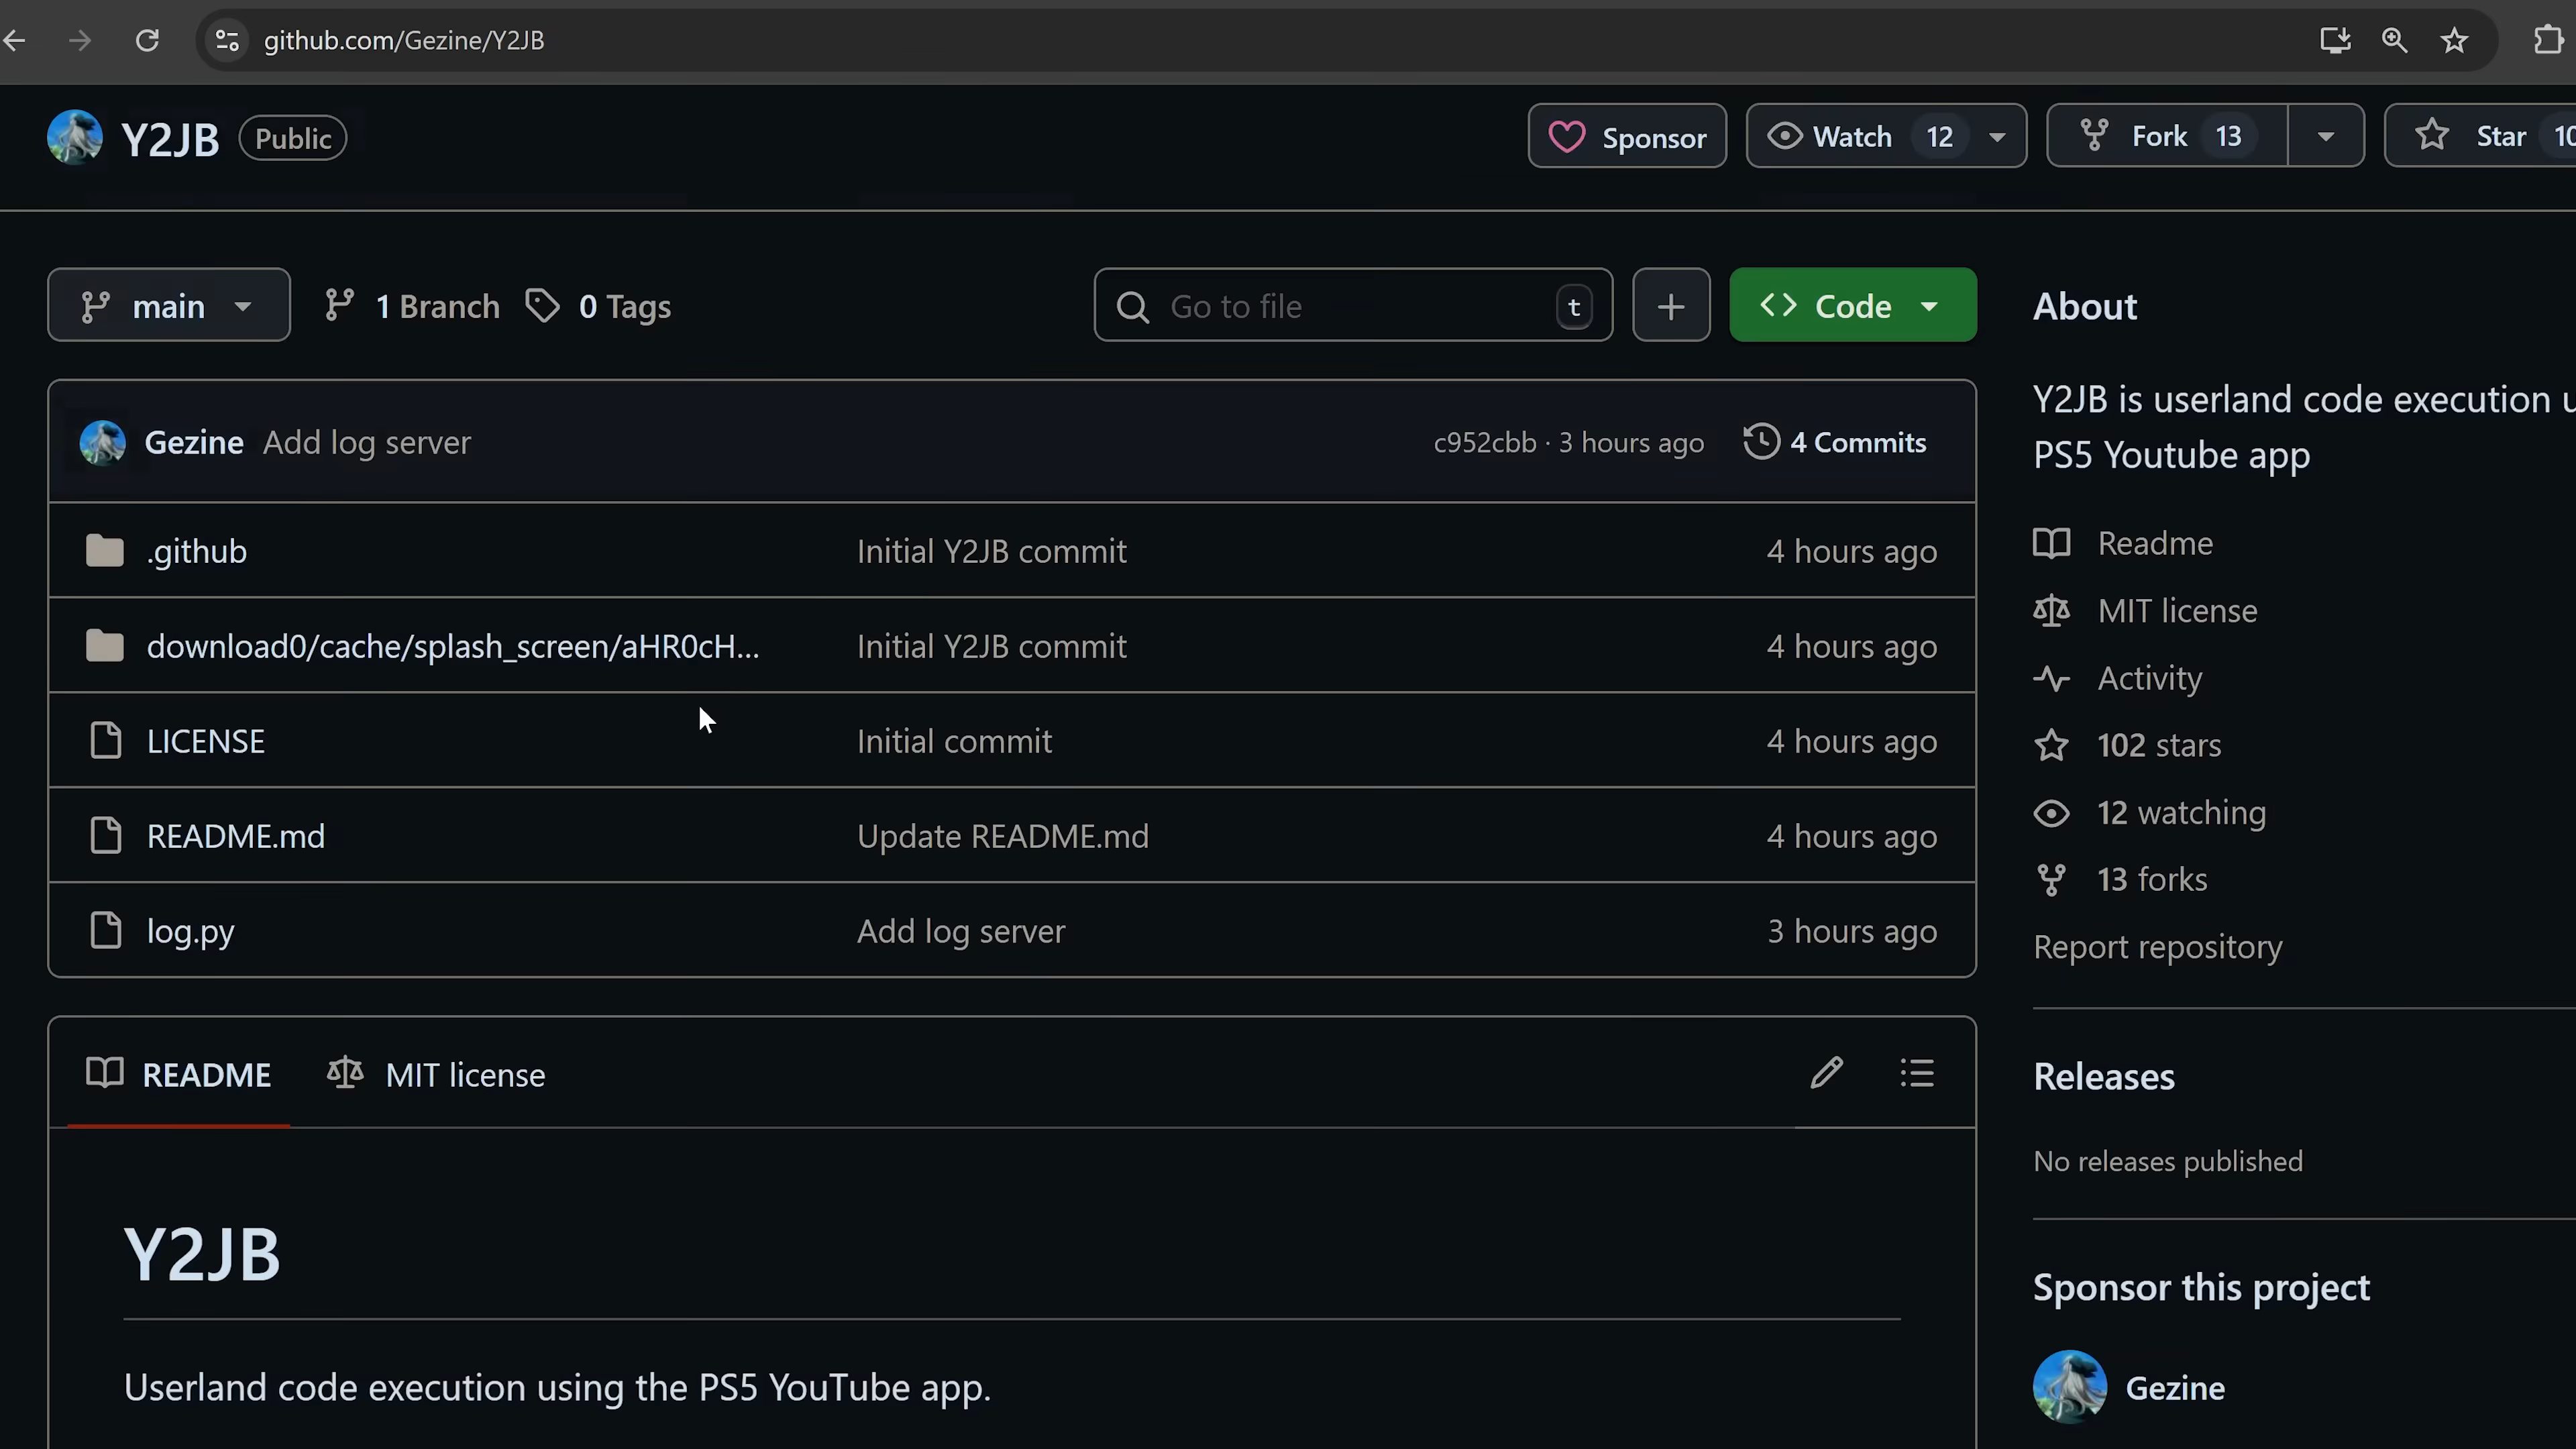 github.com/Gezine/Y2JB
Y2JB Public
Sponsor Watch 12 Fork 13 Star 10
main 1 Branch 0 Tags Go to file t + Code
Gezine Add log server c952cbb · 3 hours ago 4 Commits
.github Initial Y2JB commit 4 hours ago
download0/cache/splash_screen/aHR0cH... Initial Y2JB commit 4 hours ago
LICENSE Initial commit 4 hours ago
README.md Update README.md 4 hours ago
log.py Add log server 3 hours ago
README MIT license
Y2JB
Userland code execution using the PS5 YouTube app.
About
Y2JB is userland code execution u
PS5 Youtube app
Readme
MIT license
Activity
102 stars
12 watching
13 forks
Report repository
Releases
No releases published
Sponsor this project
Gezine